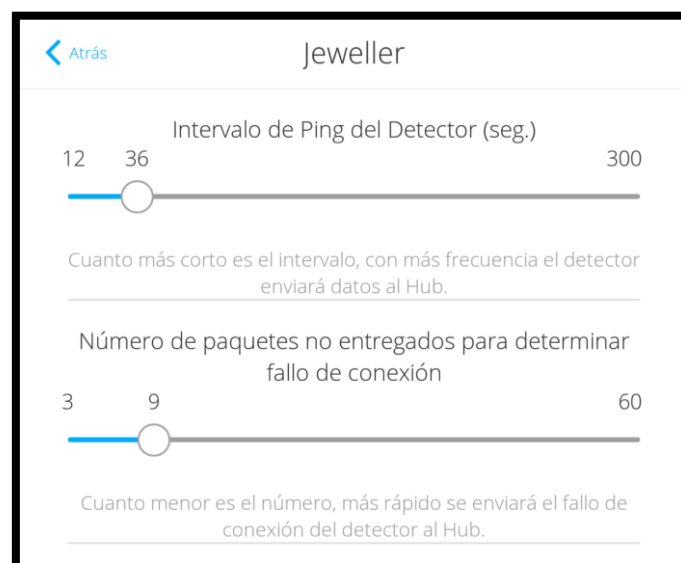 Atrás
Jeweller
Intervalo de Ping del Detector (seg.)
12 36 300
Cuanto más corto es el intervalo, con más frecuencia el detector
enviará datos al Hub.
Número de paquetes no entregados para determinar
fallo de conexión
3 9 60
Cuanto menor es el número, más rápido se enviará el fallo de
conexión del detector al Hub.